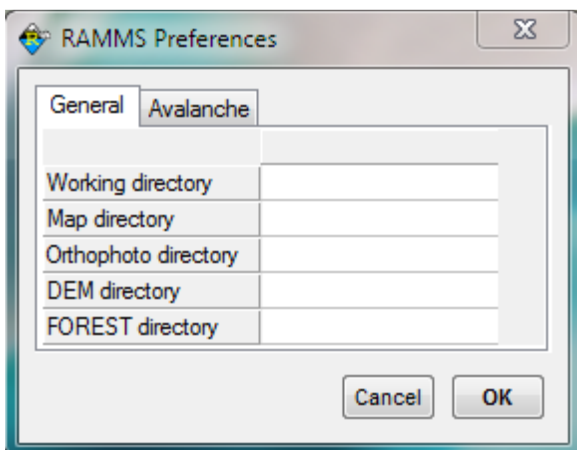 RAMMS Preferences
General Avalanche
Working directory
Map directory
Orthophoto directory
DEM directory
FOREST directory
Cancel OK